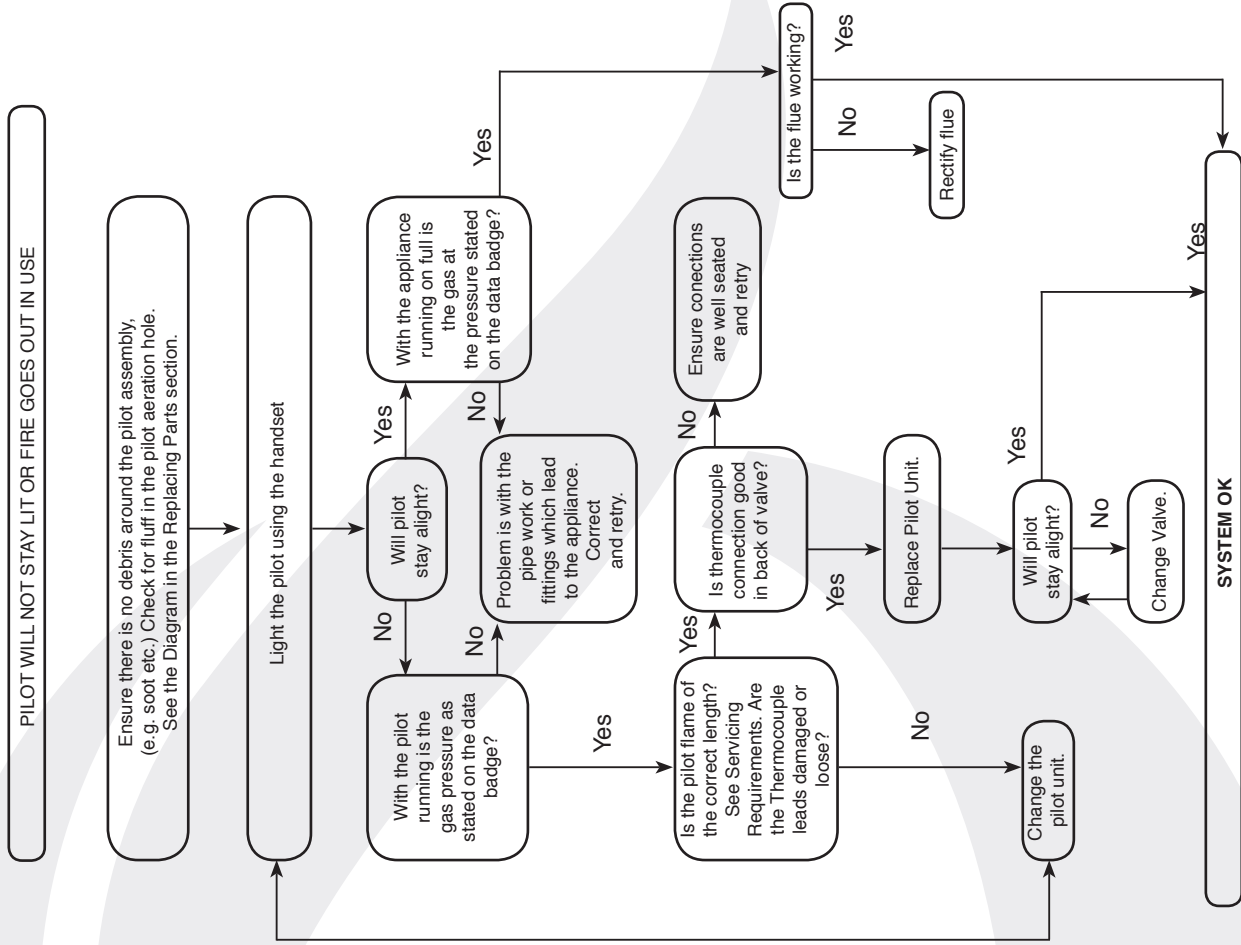 PILOT WILL NOT STAY LIT OR FIRE GOES OUT IN USE
Ensure there is no debris around the pilot assembly,
(e.g. soot etc.) Check for fluff in the pilot aeration hole.
See the Diagram in the Replacing Parts section.
Light the pilot using the handset
Will pilot
stay alight?
No
Yes
With the pilot
running is the
gas pressure as
stated on the data
badge?
No
Problem is with the
pipe work or
fittings which lead
to the appliance.
Correct
and retry.
No
With the appliance
running on full is
the gas at
the pressure stated
on the data badge?
Yes
Yes
Is the pilot flame of
the correct length?
See Servicing
Requirements. Are
the Thermocouple
leads damaged or
loose?
Yes
Is thermocouple
connection good
in back of valve?
No
Ensure conections
are well seated
and retry
Is the flue working?
No
Yes
Rectify flue
Yes
Replace Pilot Unit.
No
Change the
pilot unit.
Will pilot
stay alight?
Yes
No
Change Valve.
Yes
SYSTEM OK